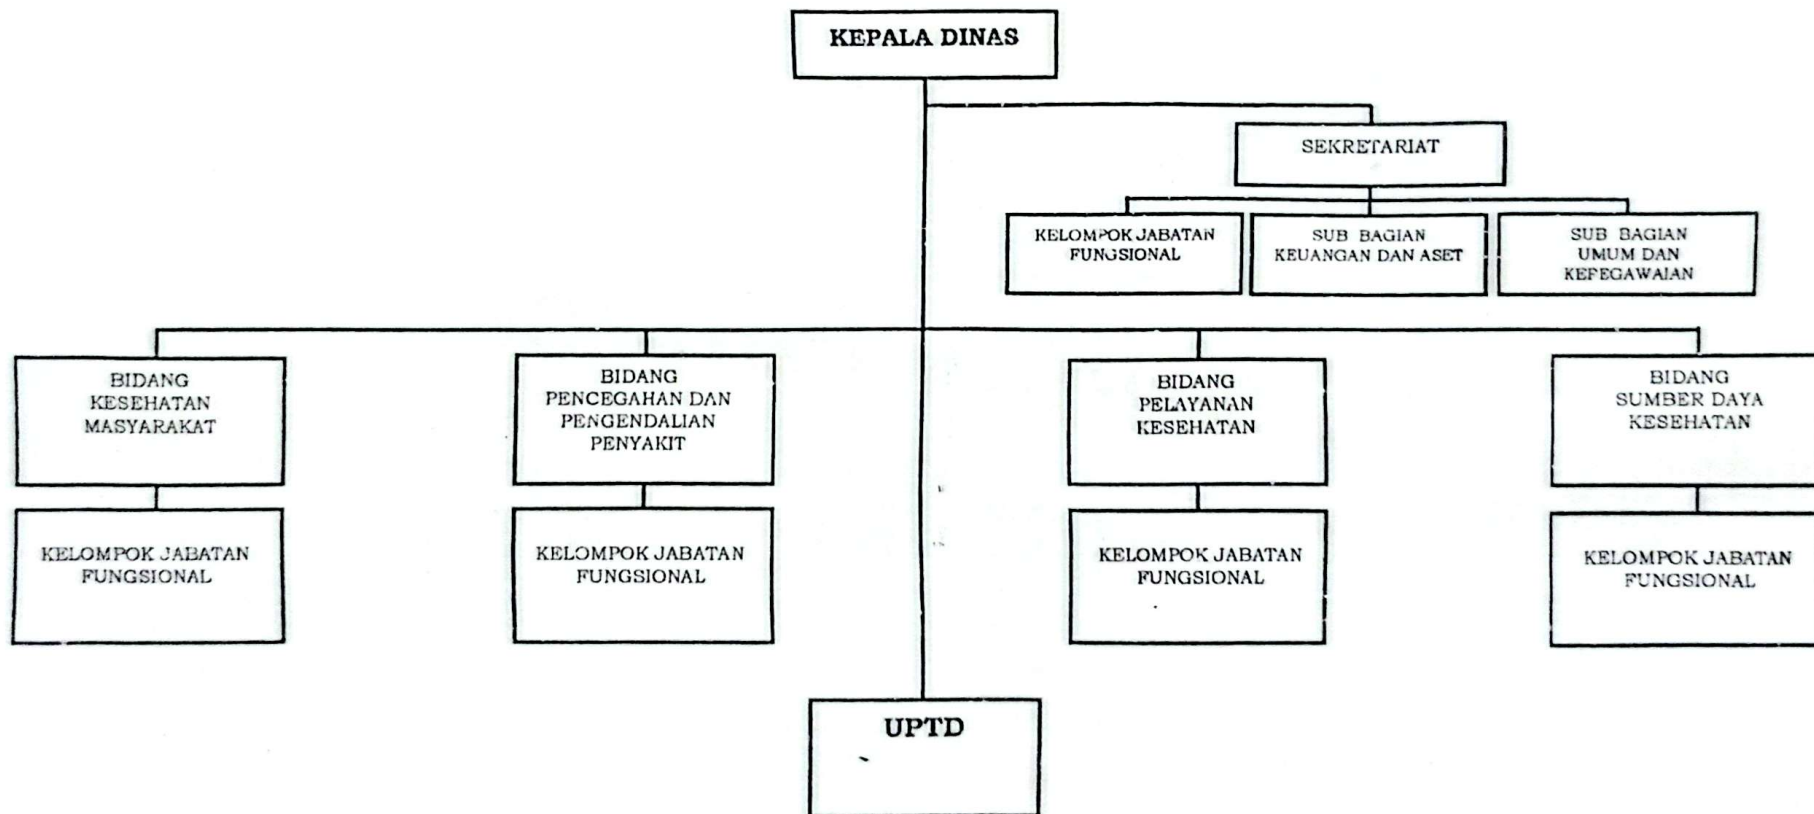 KEPALA DINAS
SEKRETARIAT
KELOMPOK JABATAN
FUNGSIONAL
SUB BAGIAN
KEUANGAN DAN ASET
SUB BAGIAN
UMUM DAN
KEPEGAWAIAN
BIDANG
KESEHATAN
MASYARAKAT
BIDANG
PENCEGAHAN DAN
PENGENDALIAN
PENYAKIT
BIDANG
PELAYANAN
KESEHATAN
BIDANG
SUMBER DAYA
KESEHATAN
KELOMPOK JABATAN
FUNGSIONAL
KELOMPOK JABATAN
FUNGSIONAL
KELOMPOK JABATAN
FUNGSIONAL
KELOMPOK JABATAN
FUNGSIONAL
UPTD